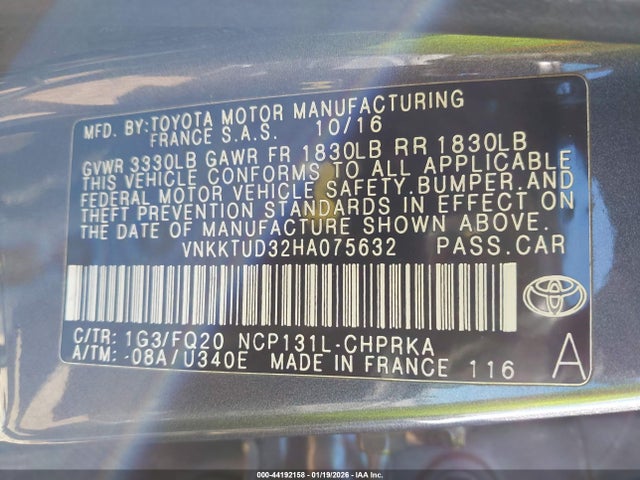 MFD. BY:TOYOTA MOTOR MANUFACTURING
FRANCE S.A.S. 10/16
GVWR 3330LB GAWR FR 1830LB RR 1830LB
THIS VEHICLE CONFORMS TO ALL APPLICABLE
FEDERAL MOTOR VEHICLE SAFETY.BUMPER.AND
THEFT PREVENTION STANDARDS IN EFFECT ON
THE DATE OF MANUFACTURE SHOWN ABOVE.
VNKKTUD32HA075632 PASS.CAR
C/TR: 1G3/FQ20 NCP131L-CHPRKA
A/TM: -08A/U340E MADE IN FRANCE 116 A
000-44192158 - 01/19/2026 - IAA Inc.